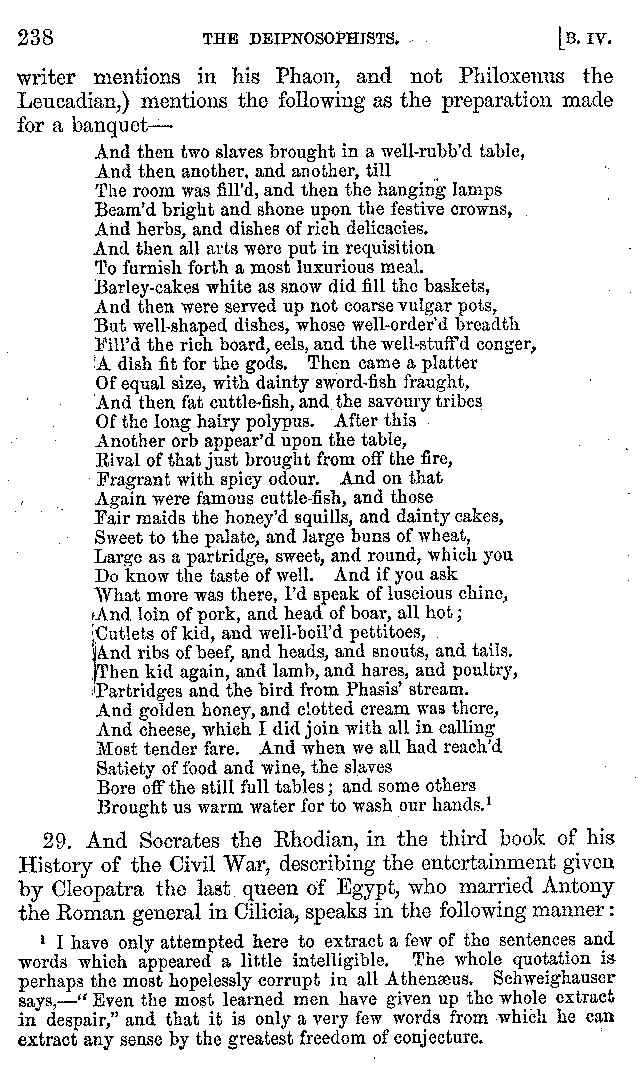 238 THE DEIPNOSOPHISTS. [B. IV.
writer mentions in his Phaon, and not Philoxenus the
Leucadian,) mentions the following as the preparation made
for a banquet—
And then two slaves brought in a well-rubb'd table,
And then another, and another, till
The room was fill'd, and then the hanging lamps
Beam'd bright and shone upon the festive crowns,
And herbs, and dishes of rich delicacies.
And then all arts were put in requisition
To furnish forth a most luxurious meal.
Barley-cakes white as snow did fill the baskets,
And then were served up not coarse vulgar pots,
But well-shaped dishes, whose well-order'd breadth
Fill'd the rich board, eels, and the well-stuff'd conger,
A dish fit for the gods. Then came a platter
Of equal size, with dainty sword-fish fraught,
And then fat cuttle-fish, and the savoury tribes
Of the long hairy polypus. After this
Another orb appear'd upon the table,
Rival of that just brought from off the fire,
Fragrant with spicy odour. And on that
Again were famous cuttle-fish, and those
Fair maids the honey'd squills, and dainty cakes,
Sweet to the palate, and large buns of wheat,
Large as a partridge, sweet, and round, which you
Do know the taste of well. And if you ask
What more was there, I'd speak of luscious chine,
And loin of pork, and head of boar, all hot;
Cutlets of kid, and well-boil'd pettitoes,
And ribs of beef, and heads, and snouts, and tails.
Then kid again, and lamb, and hares, and poultry,
Partridges and the bird from Phasis' stream.
And golden honey, and clotted cream was there,
And cheese, which I did join with all in calling
Most tender fare. And when we all had reach'd
Satiety of food and wine, the slaves
Bore off the still full tables; and some others
Brought us warm water for to wash our hands.¹
29. And Socrates the Rhodian, in the third book of his
History of the Civil War, describing the entertainment given
by Cleopatra the last queen of Egypt, who married Antony
the Roman general in Cilicia, speaks in the following manner:
¹ I have only attempted here to extract a few of the sentences and
words which appeared a little intelligible. The whole quotation is
perhaps the most hopelessly corrupt in all Athenæus. Schweighauser
says,—"Even the most learned men have given up the whole extract
in despair," and that it is only a very few words from which he can
extract any sense by the greatest freedom of conjecture.